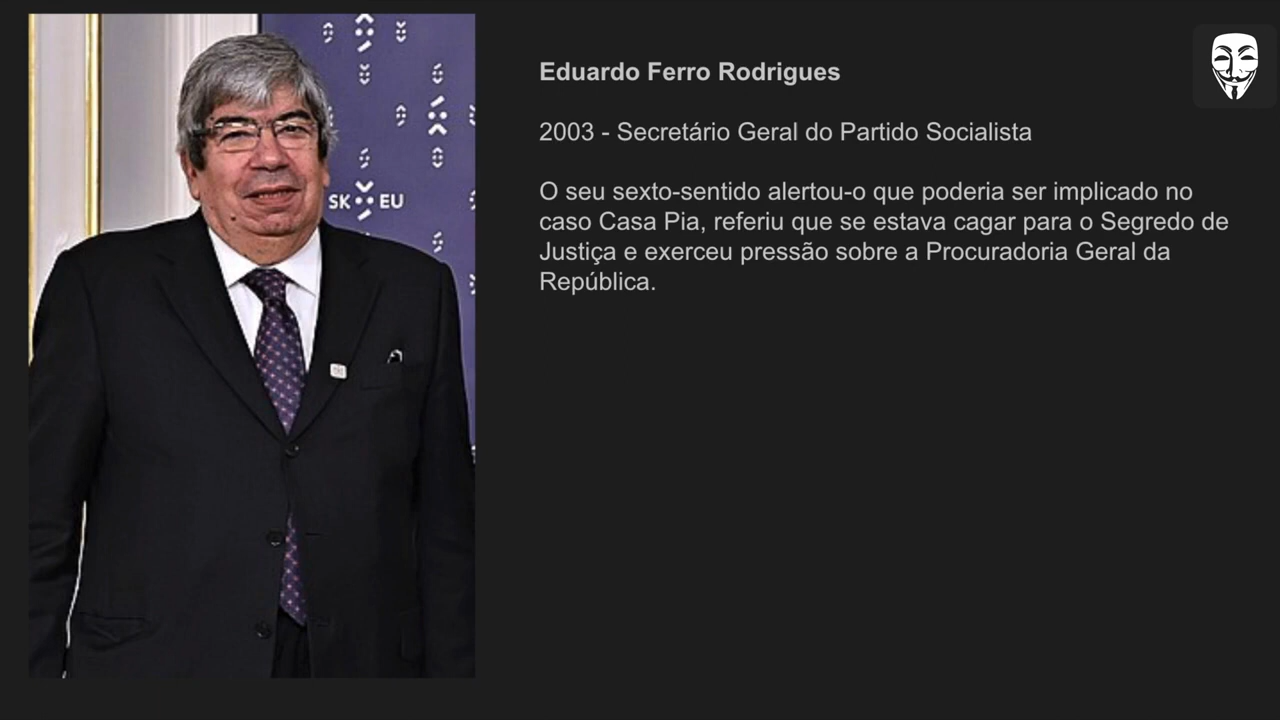 Eduardo Ferro Rodrigues
2003 - Secretário Geral do Partido Socialista
O seu sexto-sentido alertou-o que poderia ser implicado no
caso Casa Pia, referiu que se estava cagar para o Segredo de
Justiça e exerceu pressão sobre a Procuradoria Geral da
República.
SK EU